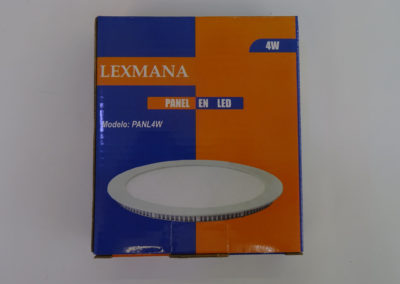 4W
LEXMANA
PANEL EN LED
Modelo: PANL4W